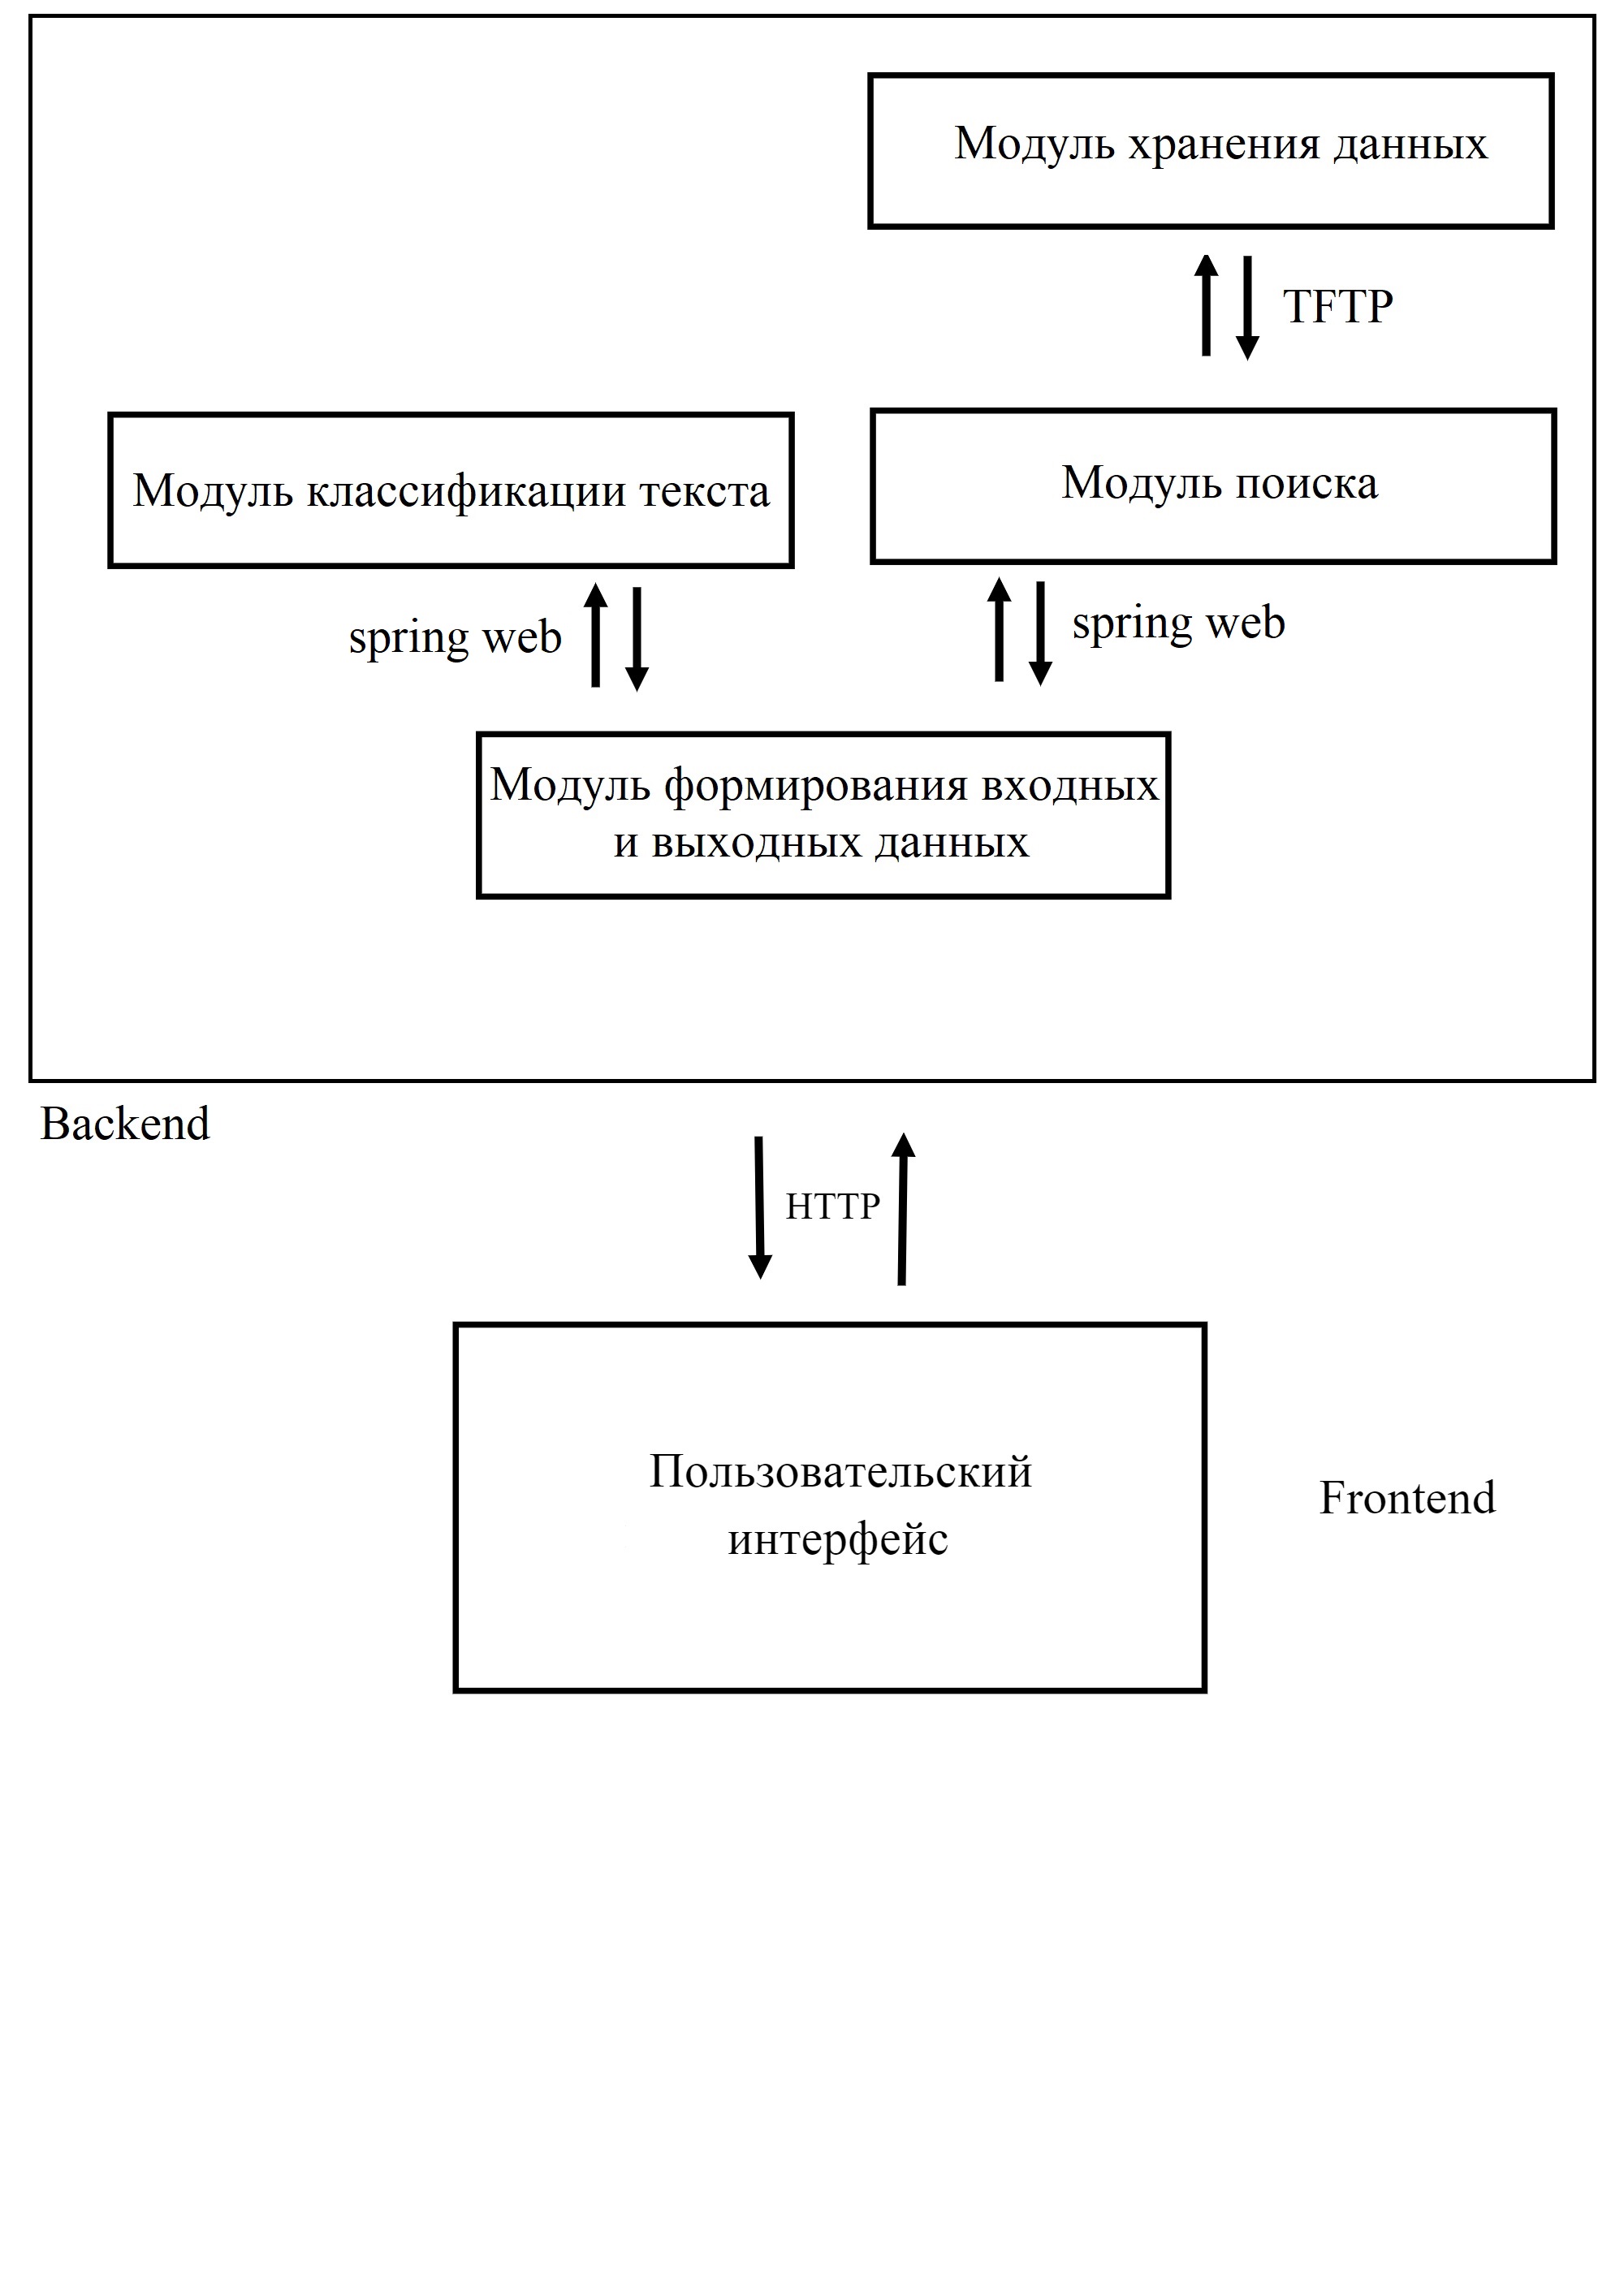 Модуль хранения данных
TFTP
Модуль классификации текста
Модуль поиска
spring web
spring web
Модуль формирования входных
и выходных данных
Backend
HTTP
Пользовательский
интерфейс
Frontend